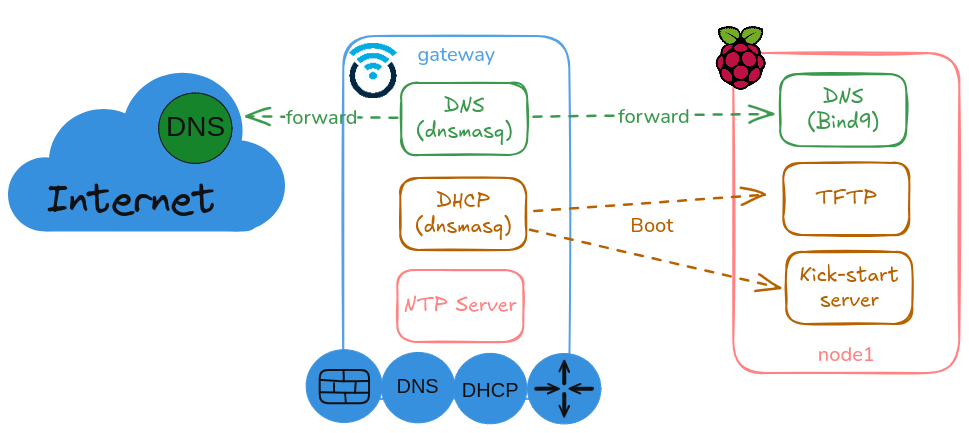 gateway
DNS
(dnsmasq)
forward
forward
DNS
(Bind9)
DNS
Internet
DHCP
(dnsmasq)
Boot
TFTP
NTP Server
Kick-start
server
node1
DNS
DHCP